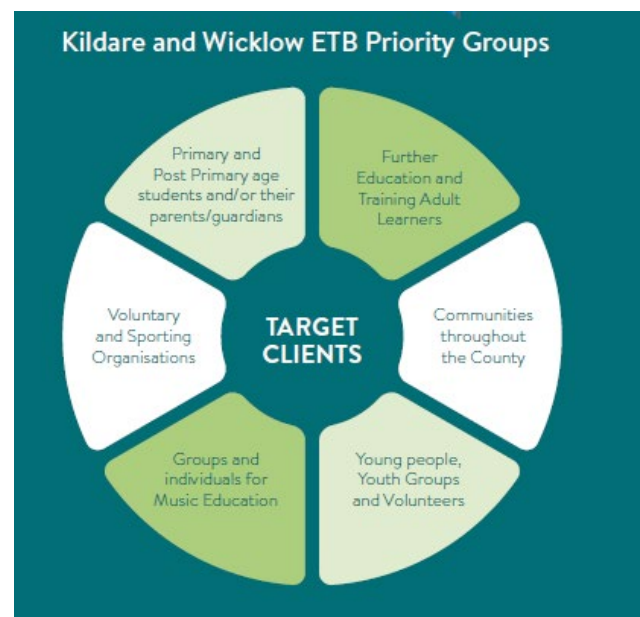 Kildare and Wicklow ETB Priority Groups
Primary and
Post Primary age
students and/or their
parents/guardians
Further
Education and
Training Adult
Learners
Voluntary
and Sporting
Organisations
TARGET
CLIENTS
Communities
throughout
the County
Groups and
individuals for
Music Education
Young people,
Youth Groups
and Volunteers